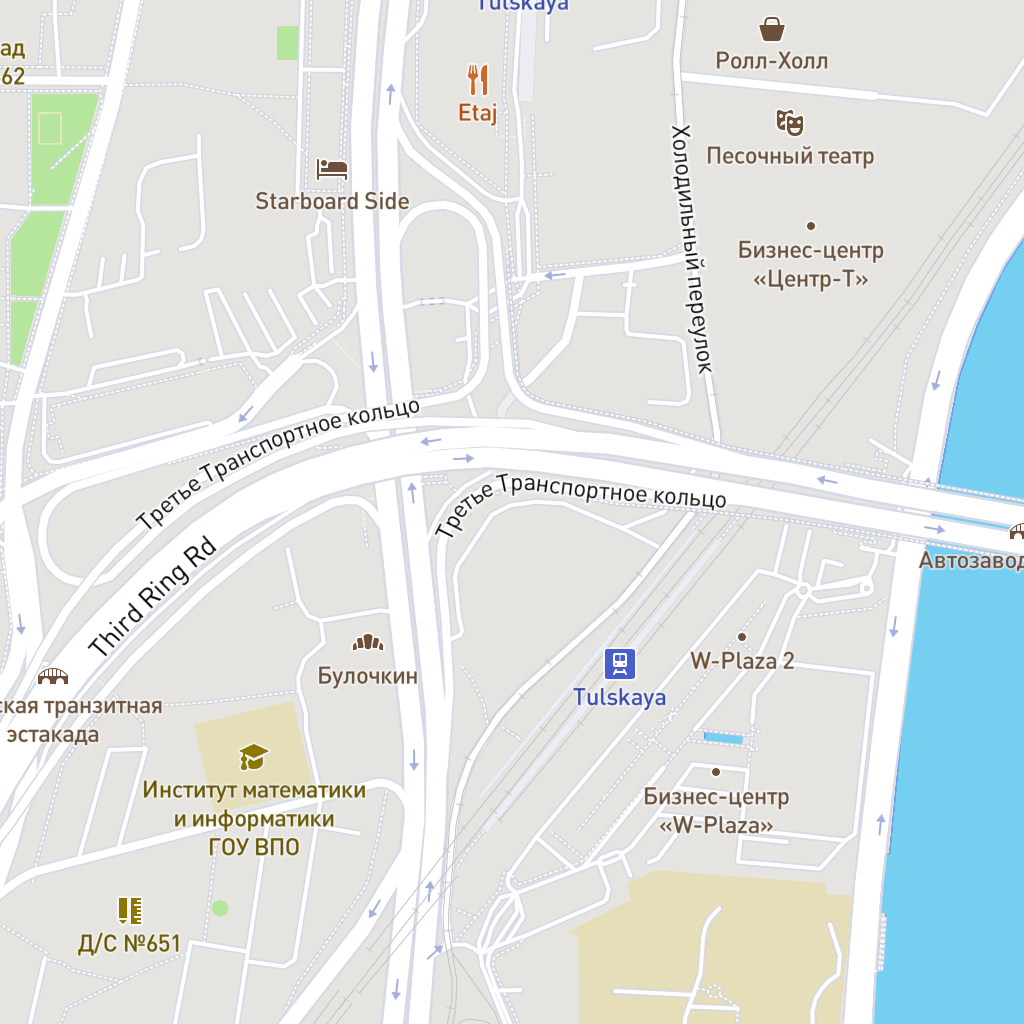 Tulskaya
ад
62
Ролл-Холл
Etaj
Песочный театр
Starboard Side
Холодильный переулок
Бизнес-центр
«Центр-Т»
Третье Транспортное кольцо
Третье Транспортное кольцо
Third Ring Rd
Автозавод
Булочкин
W-Plaza 2
Tulskaya
ская транзитная
эстакада
Институт математики
и информатики
ГОУ ВПО
Бизнес-центр
«W-Plaza»
Д/С №651